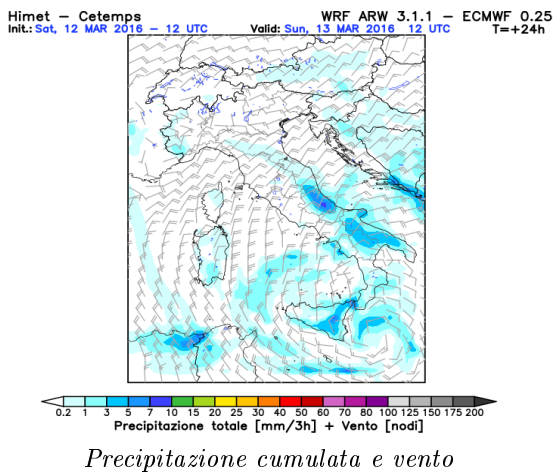 Himet – Cetemps WRF ARW 3.1.1 – ECMWF 0.25
Init.: Sat, 12 MAR 2016 – 12 UTC Valid: Sun, 13 MAR 2016 12 UTC T=+24h
0.2 1 3 5 7 10 15 20 25 30 40 50 60 70 80 100 125 150 175 200
Precipitazione totale [mm/3h] + Vento [nodi]
Precipitazione cumulata e vento